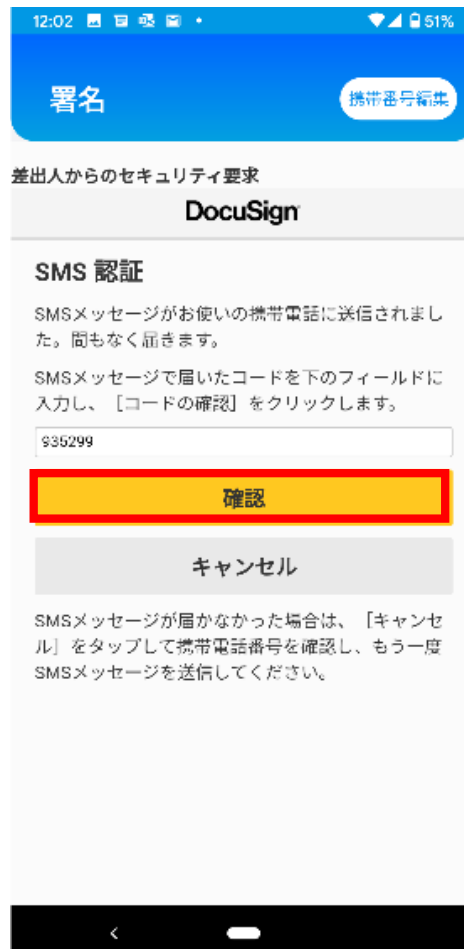 12:02 51%
署名
携帯番号編集
差出人からのセキュリティ要求
DocuSign
SMS 認証
SMSメッセージがお使いの携帯電話に送信されまし
た。間もなく届きます。
SMSメッセージで届いたコードを下のフィールドに
入力し、［コードの確認］をクリックします。
935299
確認
キャンセル
SMSメッセージが届かなかった場合は、［キャンセ
ル］をタップして携帯電話番号を確認し、もう一度
SMSメッセージを送信してください。